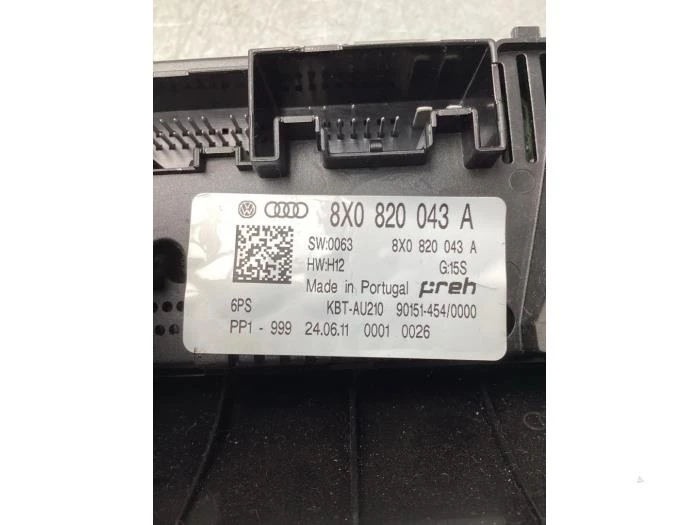 8X0 820 043 A
SW:0063 8X0 820 043 A
HW:H12 G:15S
Made in Portugal preh
6PS KBT-AU210 90151-454/0000
PP1 - 999 24.06.11 0001 0026